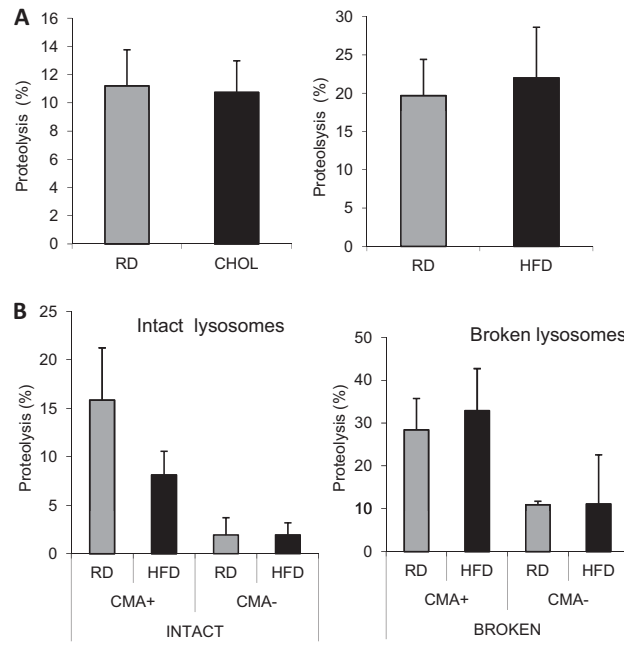 A
Proteolysis (%)
16
14
12
10
8
6
4
2
0
RD CHOL
Proteolsysis (%)
30
25
20
15
10
5
0
RD HFD
B
Intact lysosomes
Proteolysis (%)
25
20
15
10
5
0
RD HFD RD HFD
CMA+ CMA-
INTACT
Broken lysosomes
Proteolysis (%)
50
40
30
30
10
0
RD HFD RD HFD
CMA+ CMA-
BROKEN